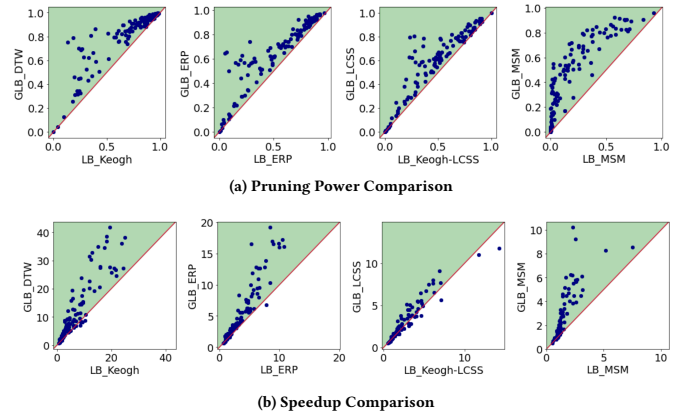 GLB_DTW
1.0
0.8
0.6
0.4
0.2
0.0
0.0 0.5 1.0
LB_Keogh
GLB_ERP
1.0
0.8
0.6
0.4
0.2
0.0
0.0 0.5 1.0
LB_ERP
GLB_LCSS
1.0
0.8
0.6
0.4
0.2
0.0
0.0 0.5 1.0
LB_Keogh-LCSS
GLB_MSM
1.0
0.8
0.6
0.4
0.2
0.0
0.0 0.5 1.0
LB_MSM
(a) Pruning Power Comparison
GLB_DTW
40
30
20
10
0
0 20 40
LB_Keogh
GLB_ERP
20
15
10
5
0
0 10 20
LB_ERP
GLB_LCSS
10
5
0
0 10
LB_Keogh-LCSS
GLB_MSM
10
8
6
4
2
0
0 5 10
LB_MSM
(b) Speedup Comparison